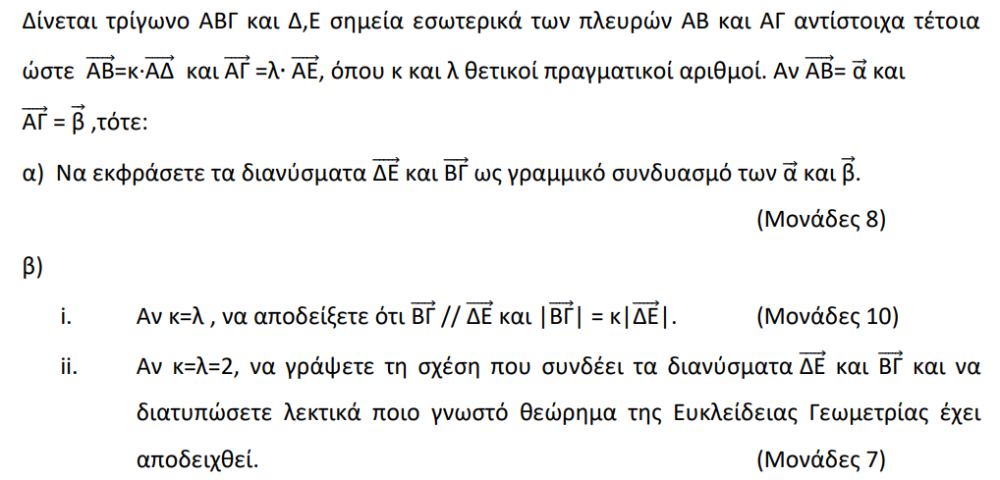 Δίνεται τρίγωνο ΑΒΓ και Δ,Ε σημεία εσωτερικά των πλευρών ΑΒ και ΑΓ αντίστοιχα τέτοια
ώστε $\overrightarrow{ΑΒ}$=κ·$\overrightarrow{ΑΔ}$ και $\overrightarrow{ΑΓ}$ =λ· $\overrightarrow{ΑΕ}$, όπου κ και λ θετικοί πραγματικοί αριθμοί. Αν $\overrightarrow{ΑΒ}$= $\vec{α}$ και
$\overrightarrow{ΑΓ}$ = $\vec{β}$ ,τότε:
α) Να εκφράσετε τα διανύσματα $\overrightarrow{ΔΕ}$ και $\overrightarrow{ΒΓ}$ ως γραμμικό συνδυασμό των $\vec{α}$ και $\vec{β}$.
(Μονάδες 8)
β)
i. Αν κ=λ , να αποδείξετε ότι $\overrightarrow{ΒΓ}$ // $\overrightarrow{ΔΕ}$ και |$\overrightarrow{ΒΓ}$| = κ|$\overrightarrow{ΔΕ}$|. (Μονάδες 10)
ii. Αν κ=λ=2, να γράψετε τη σχέση που συνδέει τα διανύσματα $\overrightarrow{ΔΕ}$ και $\overrightarrow{ΒΓ}$ και να
διατυπώσετε λεκτικά ποιο γνωστό θεώρημα της Ευκλείδειας Γεωμετρίας έχει
αποδειχθεί. (Μονάδες 7)